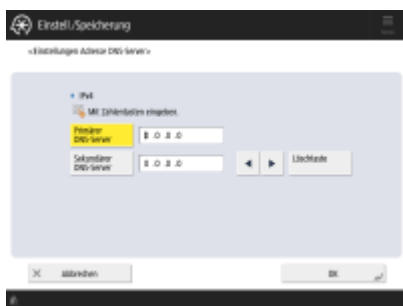 Einstell./Speicherung
<Einstellungen Adresse DNS-Server>
IPv4
Mit Zahlentasten eingeben.
Primärer
DNS-Server
0 .0 .0 .0
Sekundärer
DNS-Server
0 .0 .0 .0
Löschtaste
Abbrechen
OK